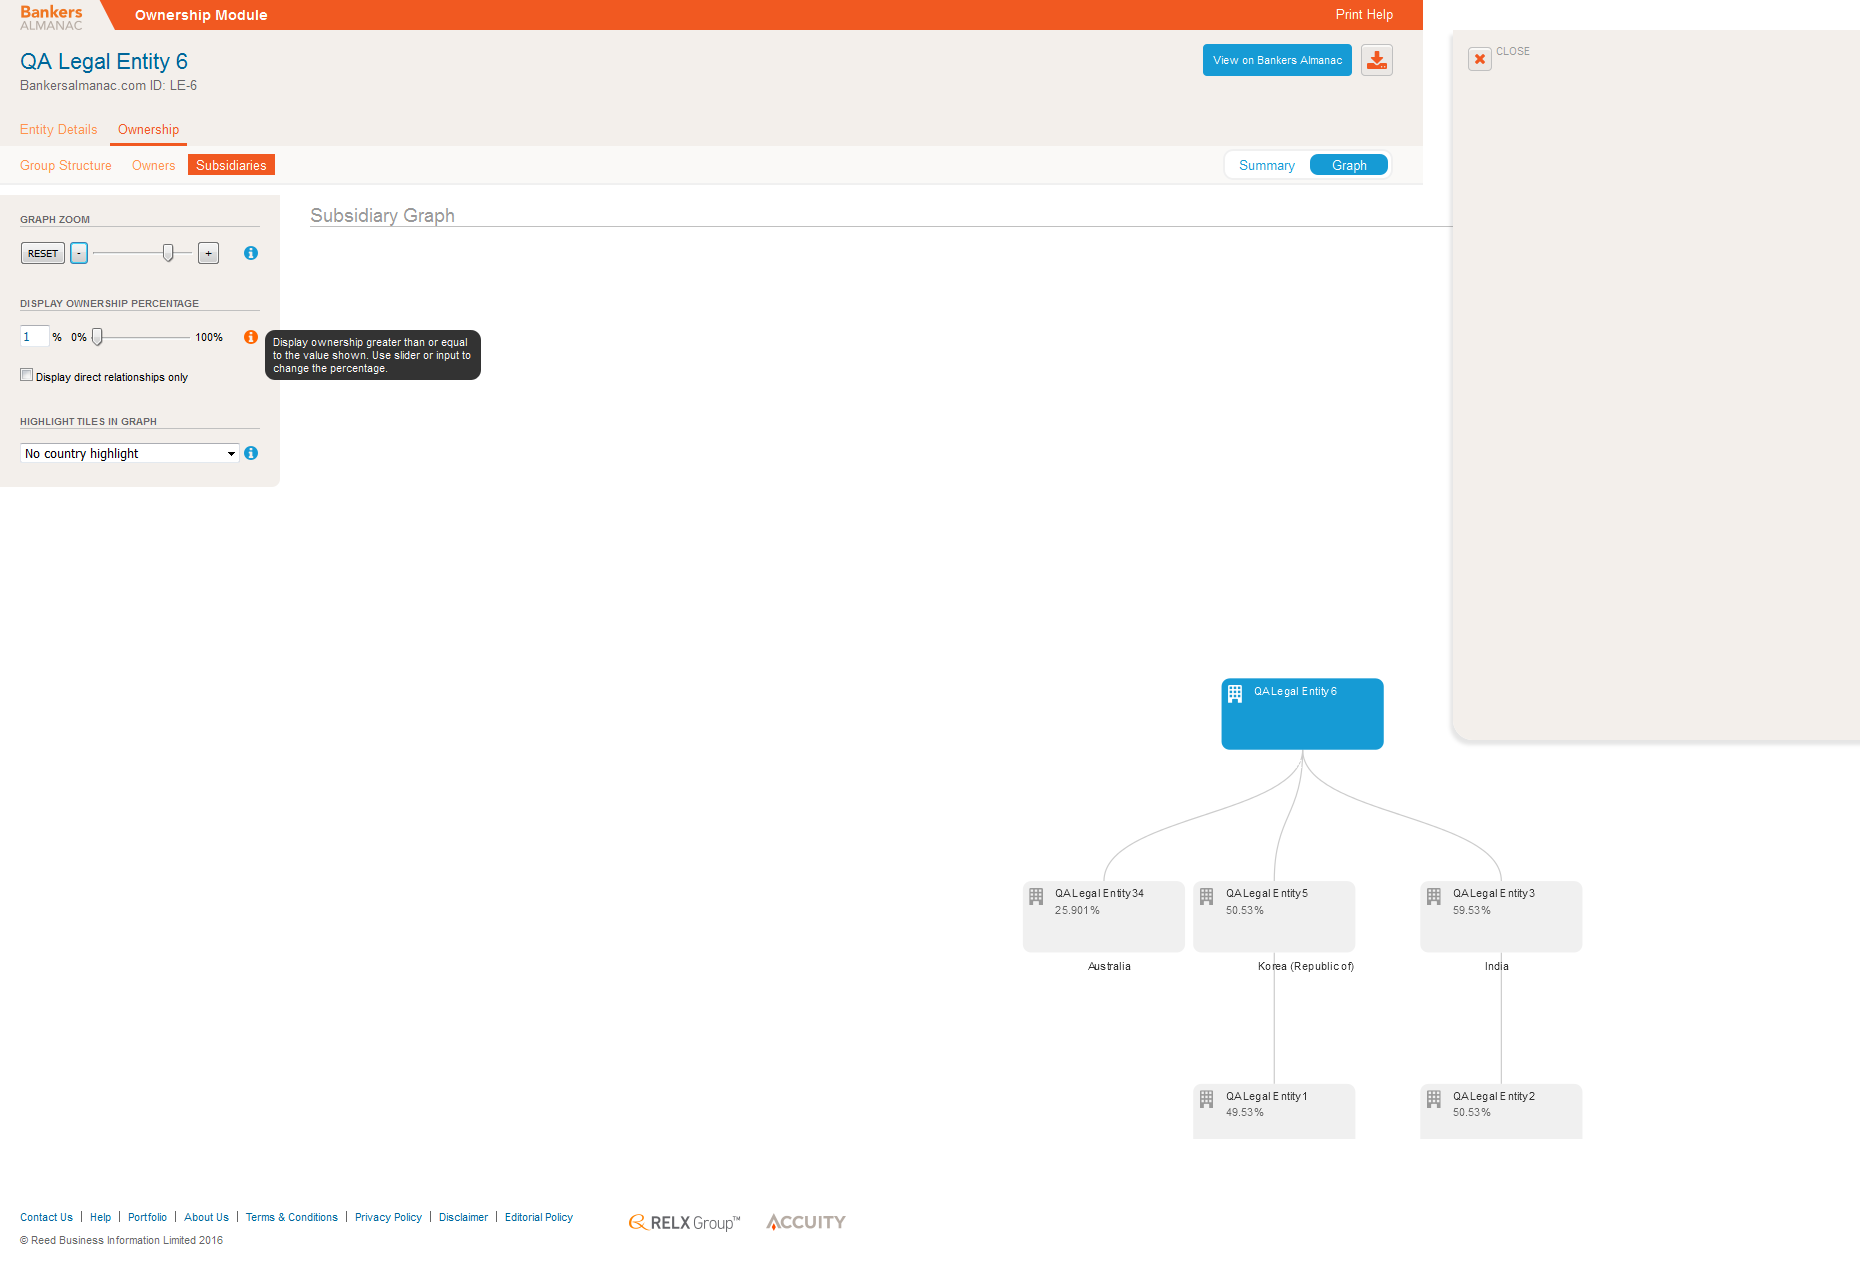 Bankers
ALMANAC
Ownership Module
Print Help
QA Legal Entity 6
Bankersalmanac.com ID: LE-6
View on Bankers Almanac
CLOSE
Entity Details
Ownership
Group Structure
Owners
Subsidiaries
Summary
Graph
GRAPH ZOOM
RESET
-
+
Subsidiary Graph
DISPLAY OWNERSHIP PERCENTAGE
1 % 0% 100%
Display ownership greater than or equal
to the value shown. Use slider or input to
change the percentage.
Display direct relationships only
HIGHLIGHT TILES IN GRAPH
No country highlight
QA Legal Entity 6
QA Legal Entity 34
25.901%
Australia
QA Legal Entity 5
50.53%
Korea (Republic of)
QA Legal Entity 3
59.53%
India
QA Legal Entity 1
49.53%
QA Legal Entity 2
50.53%
Contact Us | Help | Portfolio | About Us | Terms & Conditions | Privacy Policy | Disclaimer | Editorial Policy
© Reed Business Information Limited 2016
RELX Group™
ACCUITY